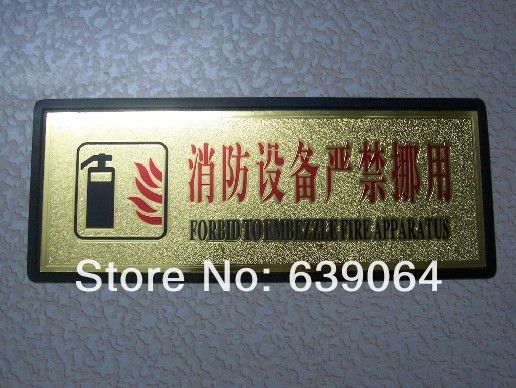 消防设备严禁挪用
FORBID TO EMBEZZLE FIRE APPARATUS
Store No: 639064